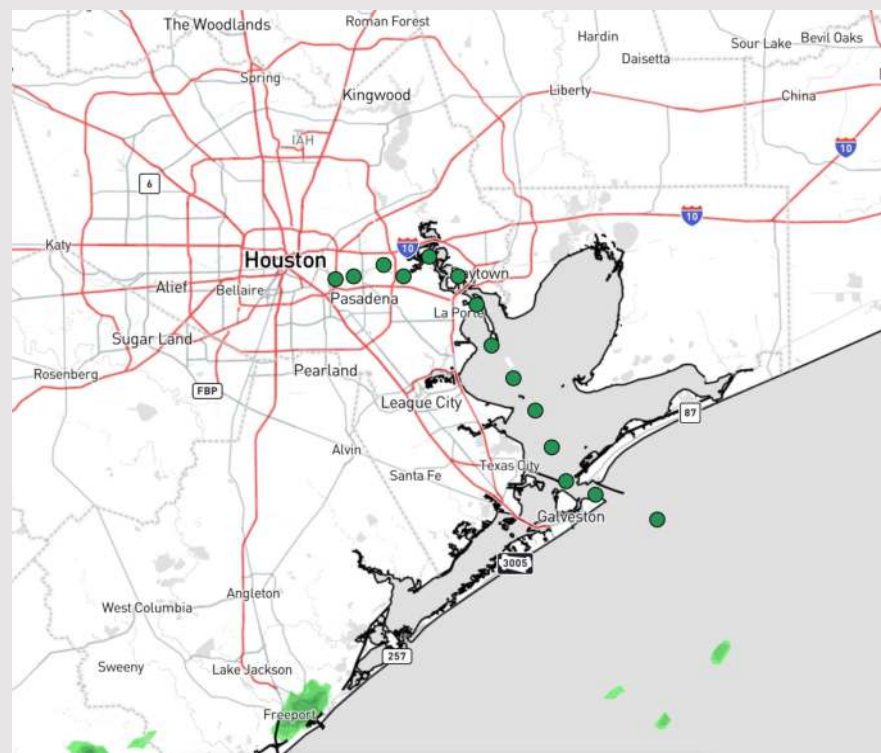 The Woodlands
Roman Forest
Hardin
Bevil Oaks
Sour Lake
Daisetta
Spring
Kingwood
Liberty
China
IAH
10
6
10
Katy
Houston
10
Alief
Bellaire
Pasadena
La Porte
Sugar Land
Rosenberg
Pearland
FBP
League City
87
Alvin
Santa Fe
Texas City
Galveston
3005
Angleton
West Columbia
257
Sweeny
Lake Jackson
Freeport